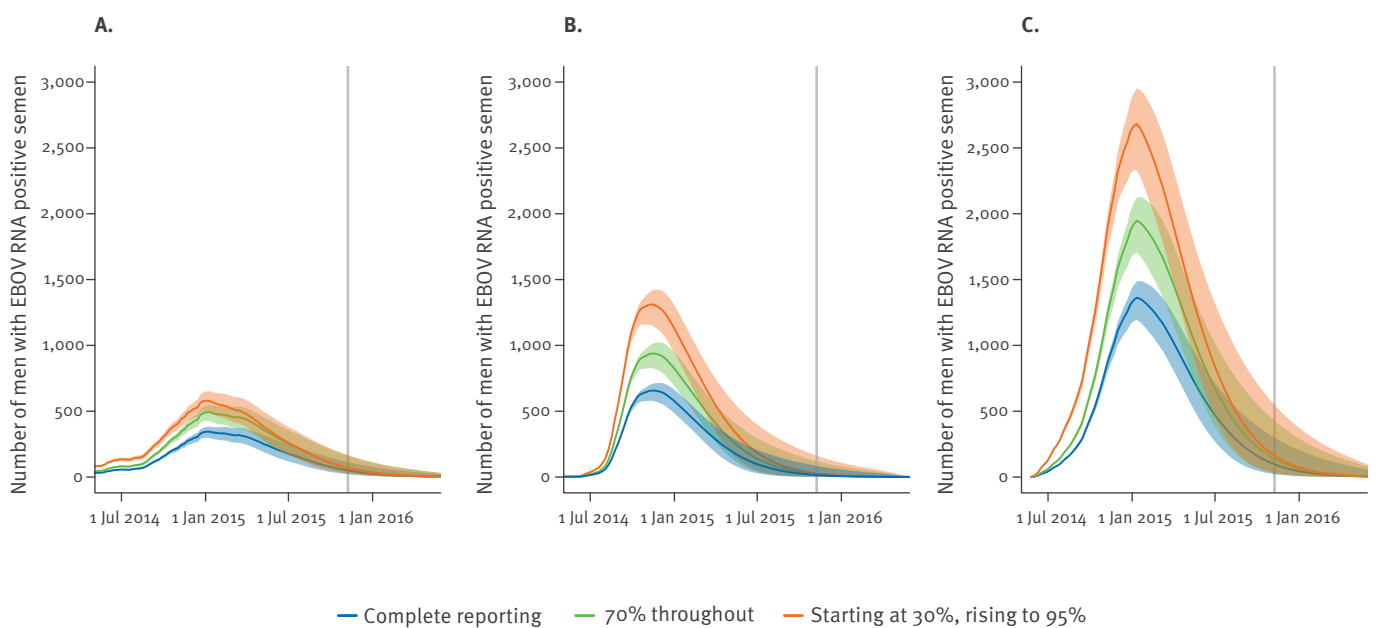 A.
Number of men with EBOV RNA positive semen
3,000
2,500
2,000
1,500
1,000
500
0
1 Jul 2014
1 Jan 2015
1 Jul 2015
1 Jan 2016
B.
Number of men with EBOV RNA positive semen
3,000
2,500
2,000
1,500
1,000
500
0
1 Jul 2014
1 Jan 2015
1 Jul 2015
1 Jan 2016
C.
Number of men with EBOV RNA positive semen
3,000
2,500
2,000
1,500
1,000
500
0
1 Jul 2014
1 Jan 2015
1 Jul 2015
1 Jan 2016
Complete reporting
70% throughout
Starting at 30%, rising to 95%